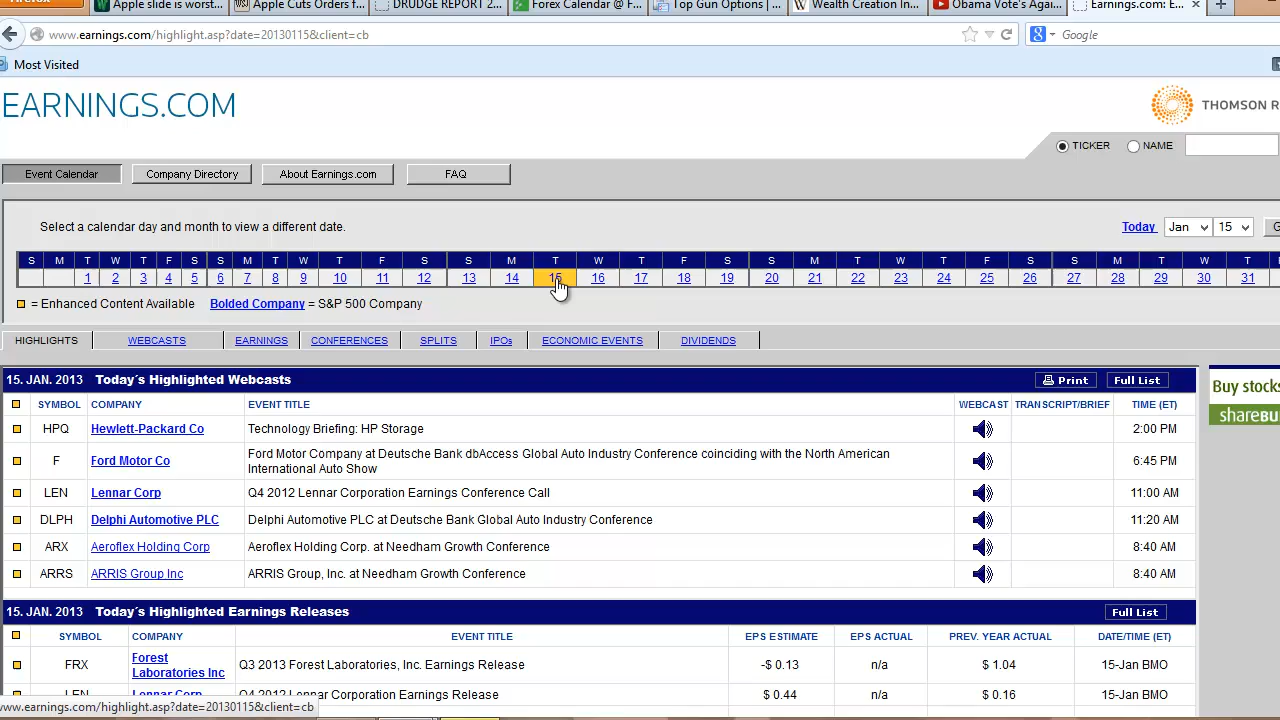 Apple slide is worst...
Apple Cuts Orders f...
DRUDGE REPORT 2...
Forex Calendar @ F...
Top Gun Options | ...
Wealth Creation In...
Obama Vote's Agai...
Earnings.com: E...
www.earnings.com/highlight.asp?date=20130115&client=cb
Google
Most Visited
EARNINGS.COM
THOMSON R
TICKER NAME
Event Calendar Company Directory About Earnings.com FAQ
Select a calendar day and month to view a different date. Today Jan 15 G
S M T W T F S S M T W T F S S M T W T F S S M T W T F S S M T W T
1 2 3 4 5 6 7 8 9 10 11 12 13 14 15 16 17 18 19 20 21 22 23 24 25 26 27 28 29 30 31
= Enhanced Content Available Bolded Company = S&P 500 Company
HIGHLIGHTS WEBCASTS EARNINGS CONFERENCES SPLITS IPOs ECONOMIC EVENTS DIVIDENDS
15. JAN. 2013 Today´s Highlighted Webcasts Print Full List
SYMBOL COMPANY EVENT TITLE WEBCAST TRANSCRIPT/BRIEF TIME (ET)
HPQ Hewlett-Packard Co Technology Briefing: HP Storage 2:00 PM
F Ford Motor Co Ford Motor Company at Deutsche Bank dbAccess Global Auto Industry Conference coinciding with the North American 6:45 PM
International Auto Show
LEN Lennar Corp Q4 2012 Lennar Corporation Earnings Conference Call 11:00 AM
DLPH Delphi Automotive PLC Delphi Automotive PLC at Deutsche Bank Global Auto Industry Conference 11:20 AM
ARX Aeroflex Holding Corp Aeroflex Holding Corp. at Needham Growth Conference 8:40 AM
ARRS ARRIS Group Inc ARRIS Group, Inc. at Needham Growth Conference 8:40 AM
Buy stocks
shareBU
15. JAN. 2013 Today´s Highlighted Earnings Releases Full List
SYMBOL COMPANY EVENT TITLE EPS ESTIMATE EPS ACTUAL PREV. YEAR ACTUAL DATE/TIME (ET)
FRX Forest Laboratories Inc Q3 2013 Forest Laboratories, Inc. Earnings Release -$ 0.13 n/a $ 1.04 15-Jan BMO
LEN Lennar Corp Q4 2012 Lennar Corporation Earnings Release $ 0.44 n/a $ 0.16 15-Jan BMO
www.earnings.com/highlight.asp?date=20130115&client=cb